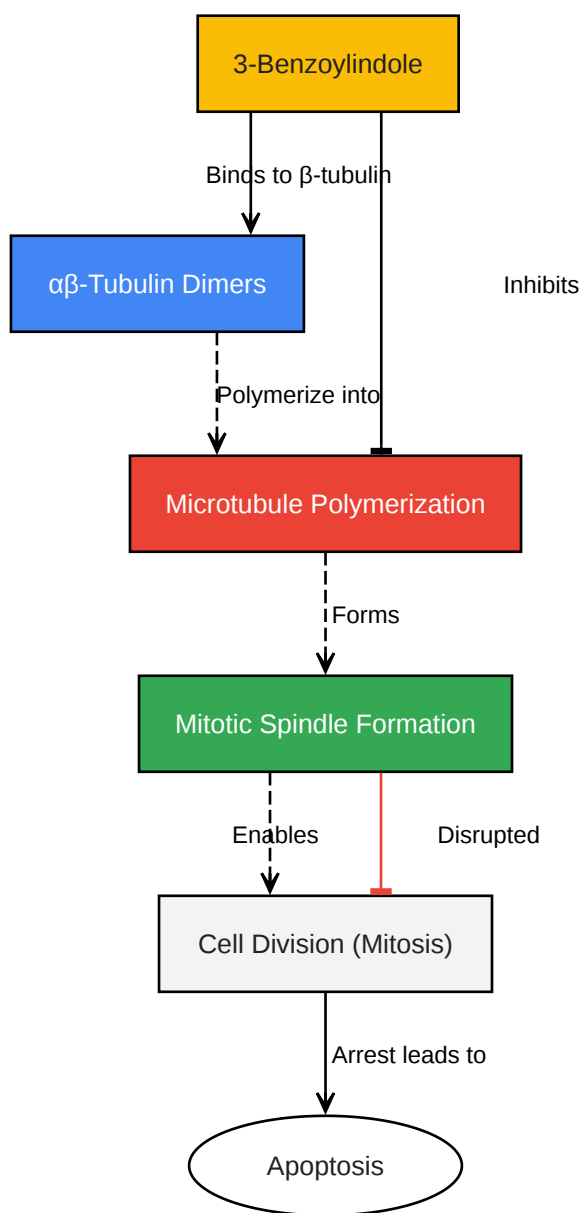 3-Benzoylindole
Binds to β-tubulin
αβ-Tubulin Dimers
Inhibits
Polymerize into
Microtubule Polymerization
Forms
Mitotic Spindle Formation
Enables
Disrupted
Cell Division (Mitosis)
Arrest leads to
Apoptosis